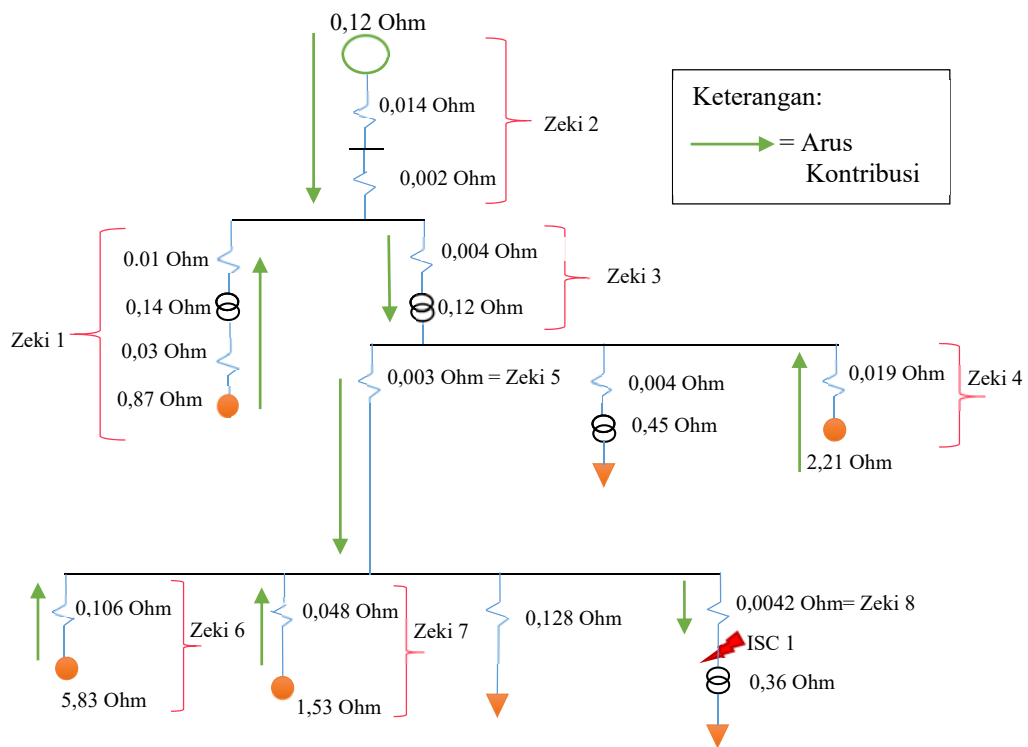 0,12 Ohm
0,014 Ohm
Zeki 2
0,002 Ohm
Keterangan:
= Arus
Kontribusi
0.01 Ohm
0,004 Ohm
Zeki 3
0,14 Ohm
0,12 Ohm
Zeki 1
0,03 Ohm
0,87 Ohm
0,003 Ohm = Zeki 5
0,004 Ohm
0,019 Ohm
Zeki 4
0,45 Ohm
2,21 Ohm
0,106 Ohm
Zeki 6
0,048 Ohm
Zeki 7
0,128 Ohm
0,0042 Ohm= Zeki 8
ISC 1
5,83 Ohm
1,53 Ohm
0,36 Ohm